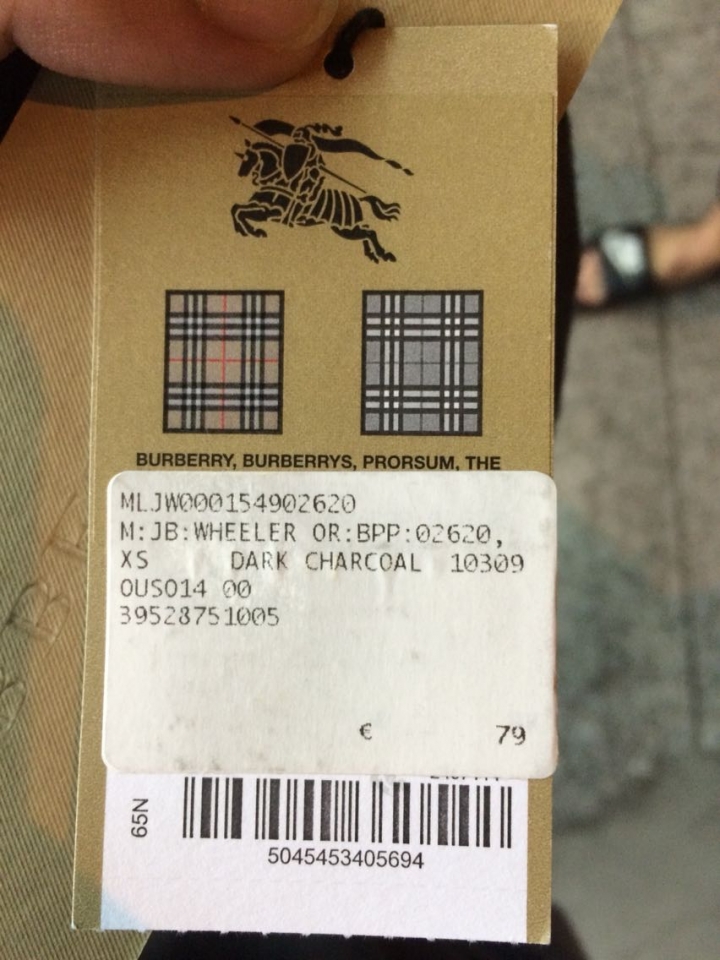 BURBERRY, BURBERRYS, PRORSUM, THE
MLJW000154902620
M:JB:WHEELER OR:BPP:02620,
XS DARK CHARCOAL 10309
OUSO14 00
39528751005
€ 79
65N
5045453405694